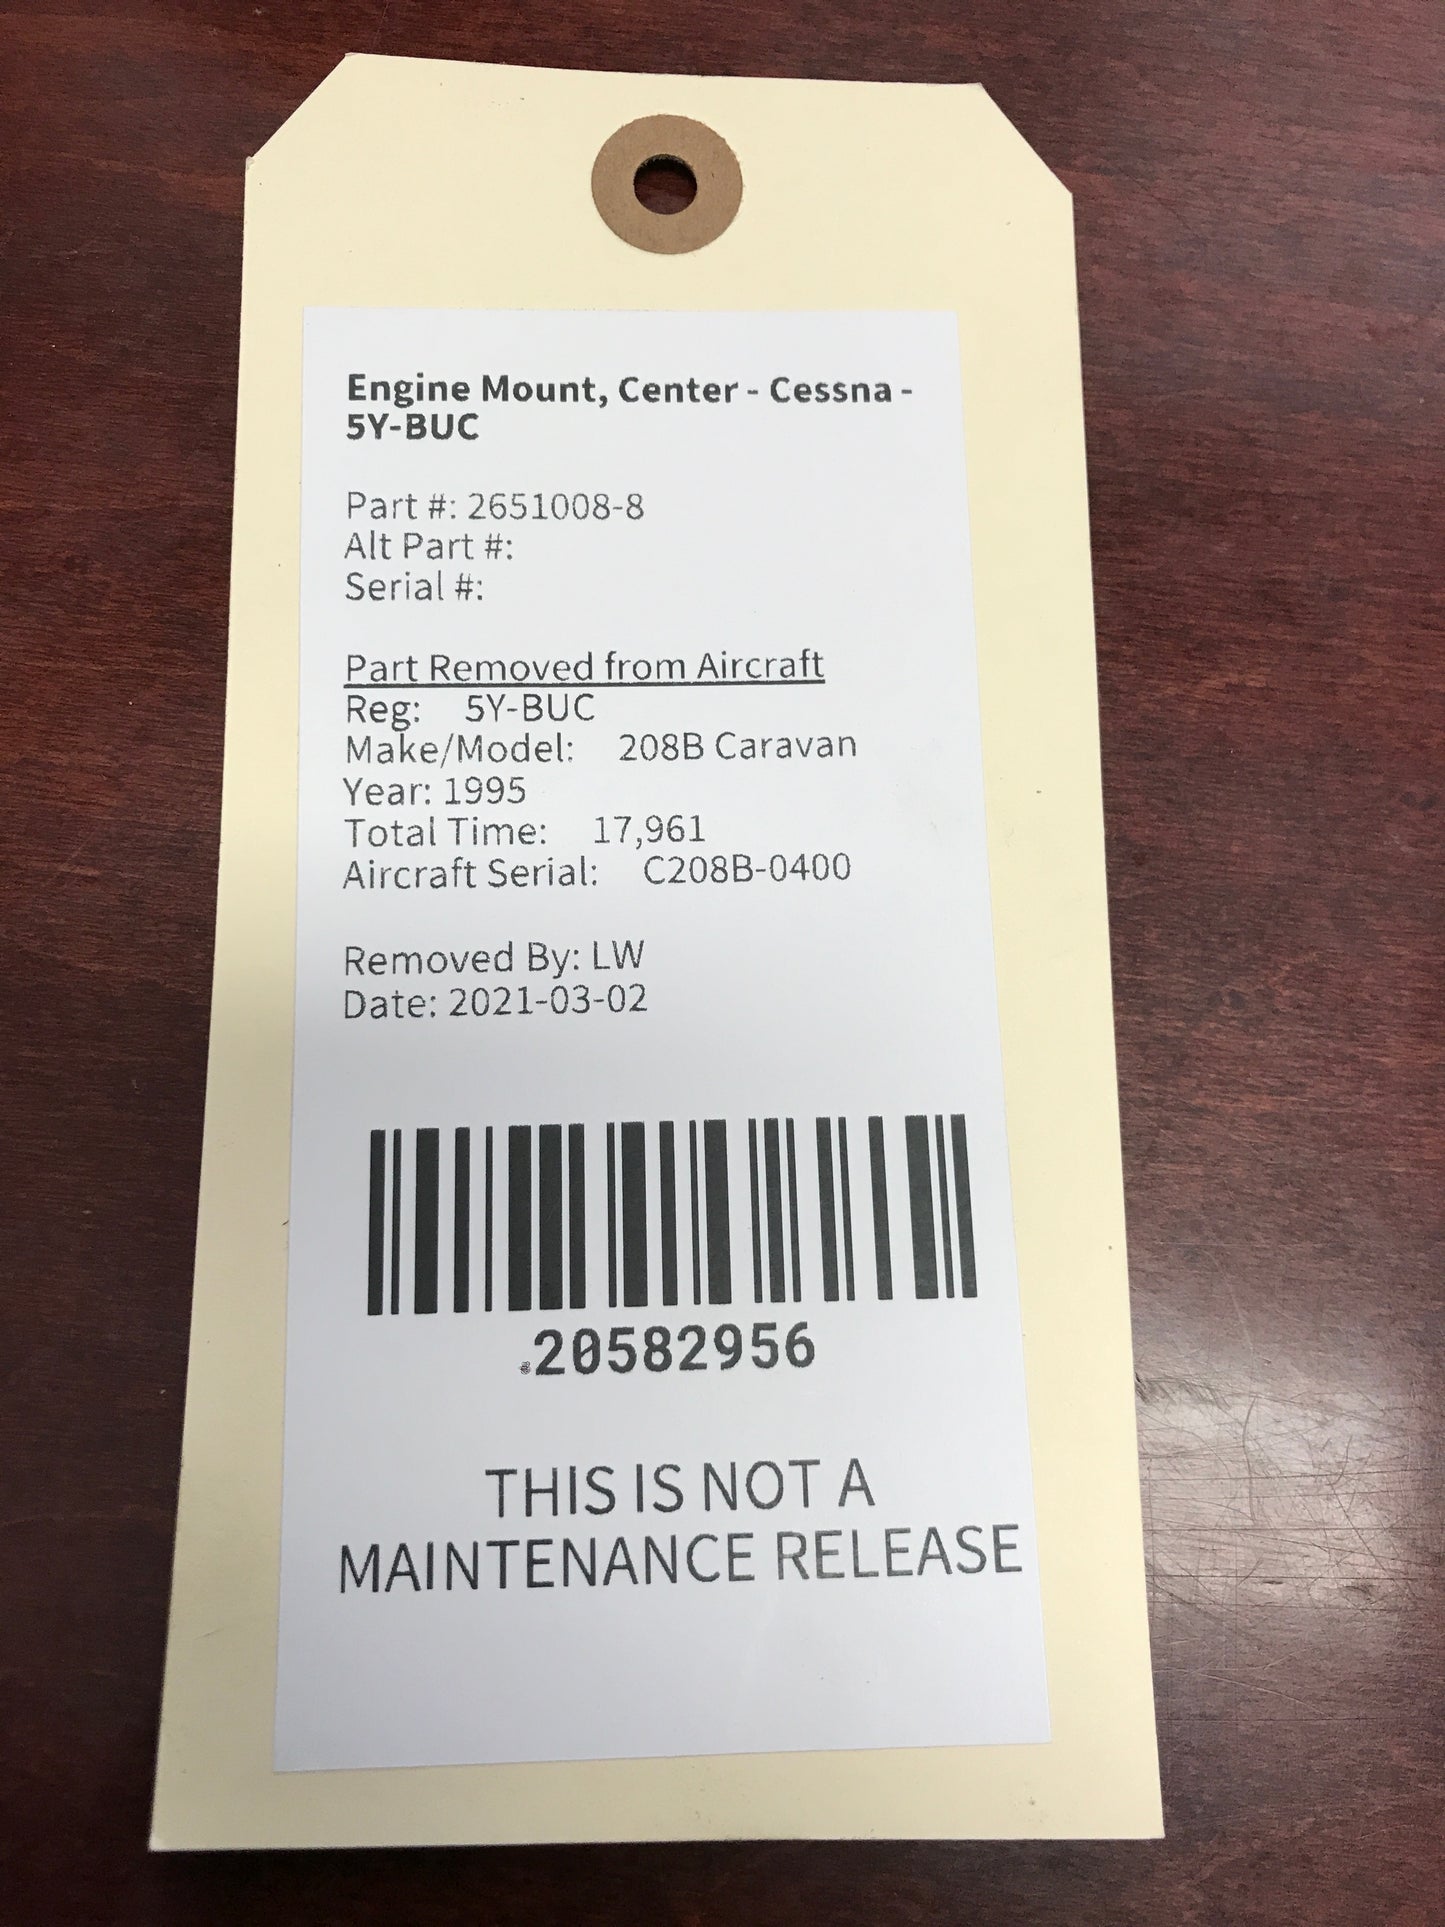 Engine Mount, Center - Cessna -
5Y-BUC
Part #: 2651008-8
Alt Part #:
Serial #:
Part Removed from Aircraft
Reg: 5Y-BUC
Make/Model: 208B Caravan
Year: 1995
Total Time: 17,961
Aircraft Serial: C208B-0400
Removed By: LW
Date: 2021-03-02
20582956
THIS IS NOT A
MAINTENANCE RELEASE